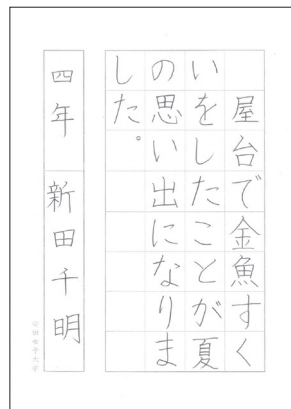 屋台で金魚すく
いをしたことが夏
の思い出になりま
した。
四年 新田千明